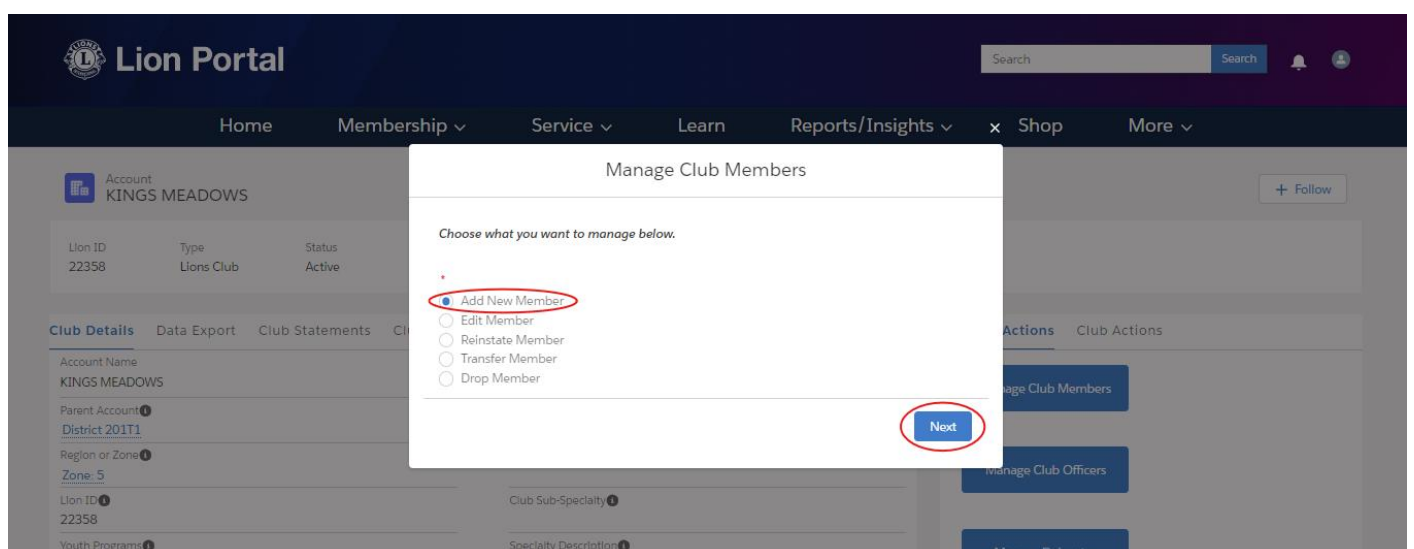 Lion Portal
Search
Search
Home
Membership
Service
Learn
Reports/Insights
Shop
More
Manage Club Members
Account
KINGS MEADOWS
+ Follow
Lion ID
Type
Status
22358
Lions Club
Active
Choose what you want to manage below.
*
Add New Member
Edit Member
Reinstate Member
Transfer Member
Drop Member
Next
Club Details
Data Export
Club Statements
Actions
Club Actions
Account Name
KINGS MEADOWS
Parent Account
District 201T1
Region or Zone
Zone: 5
Lion ID
22358
Youth Programs
Club Sub-Specialty
Specialty Description
Club Members
Manage Club Officers